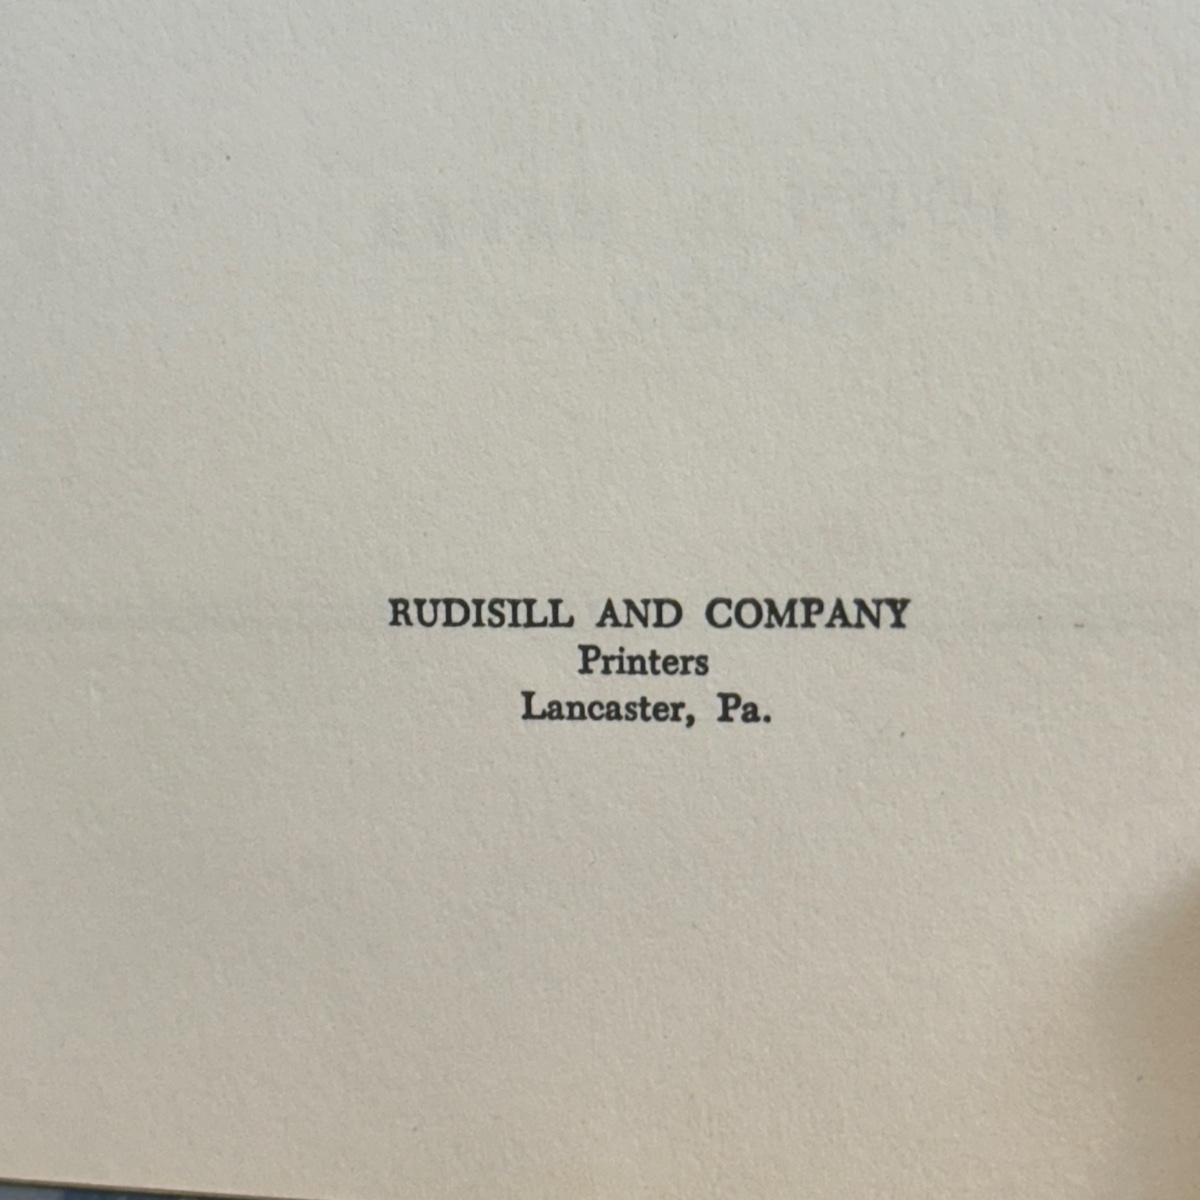 RUDISILL AND COMPANY
Printers
Lancaster, Pa.